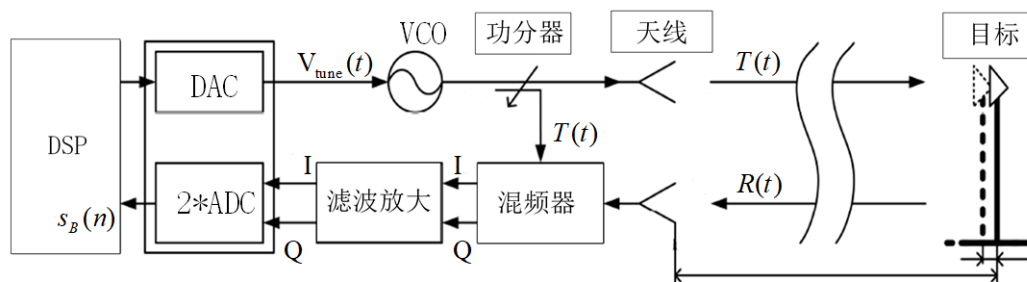 VCO
功分器
天线
目标
DAC
V_tune(t)
T(t)
DSP
T(t)
R(t)
2*ADC
I
滤波放大
I
混频器
s_B(n)
Q
Q